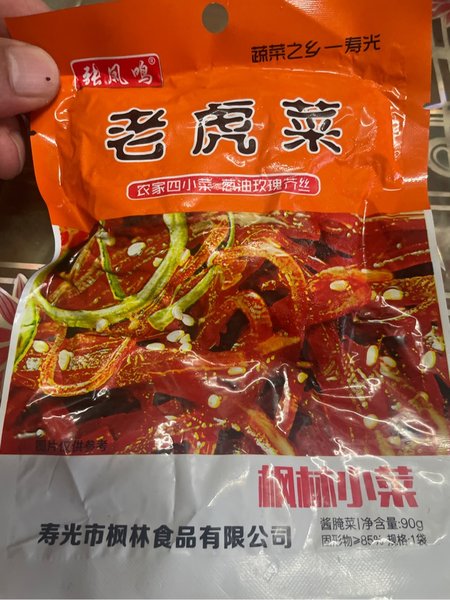 张凤鸣
蔬菜之乡—寿光
老虎菜
农家四小菜·葱油玫瑰芥丝
图片仅供参考
枫林小菜
酱腌菜|净含量:90g
寿光市枫林食品有限公司
固形物≥85% 规格:1袋